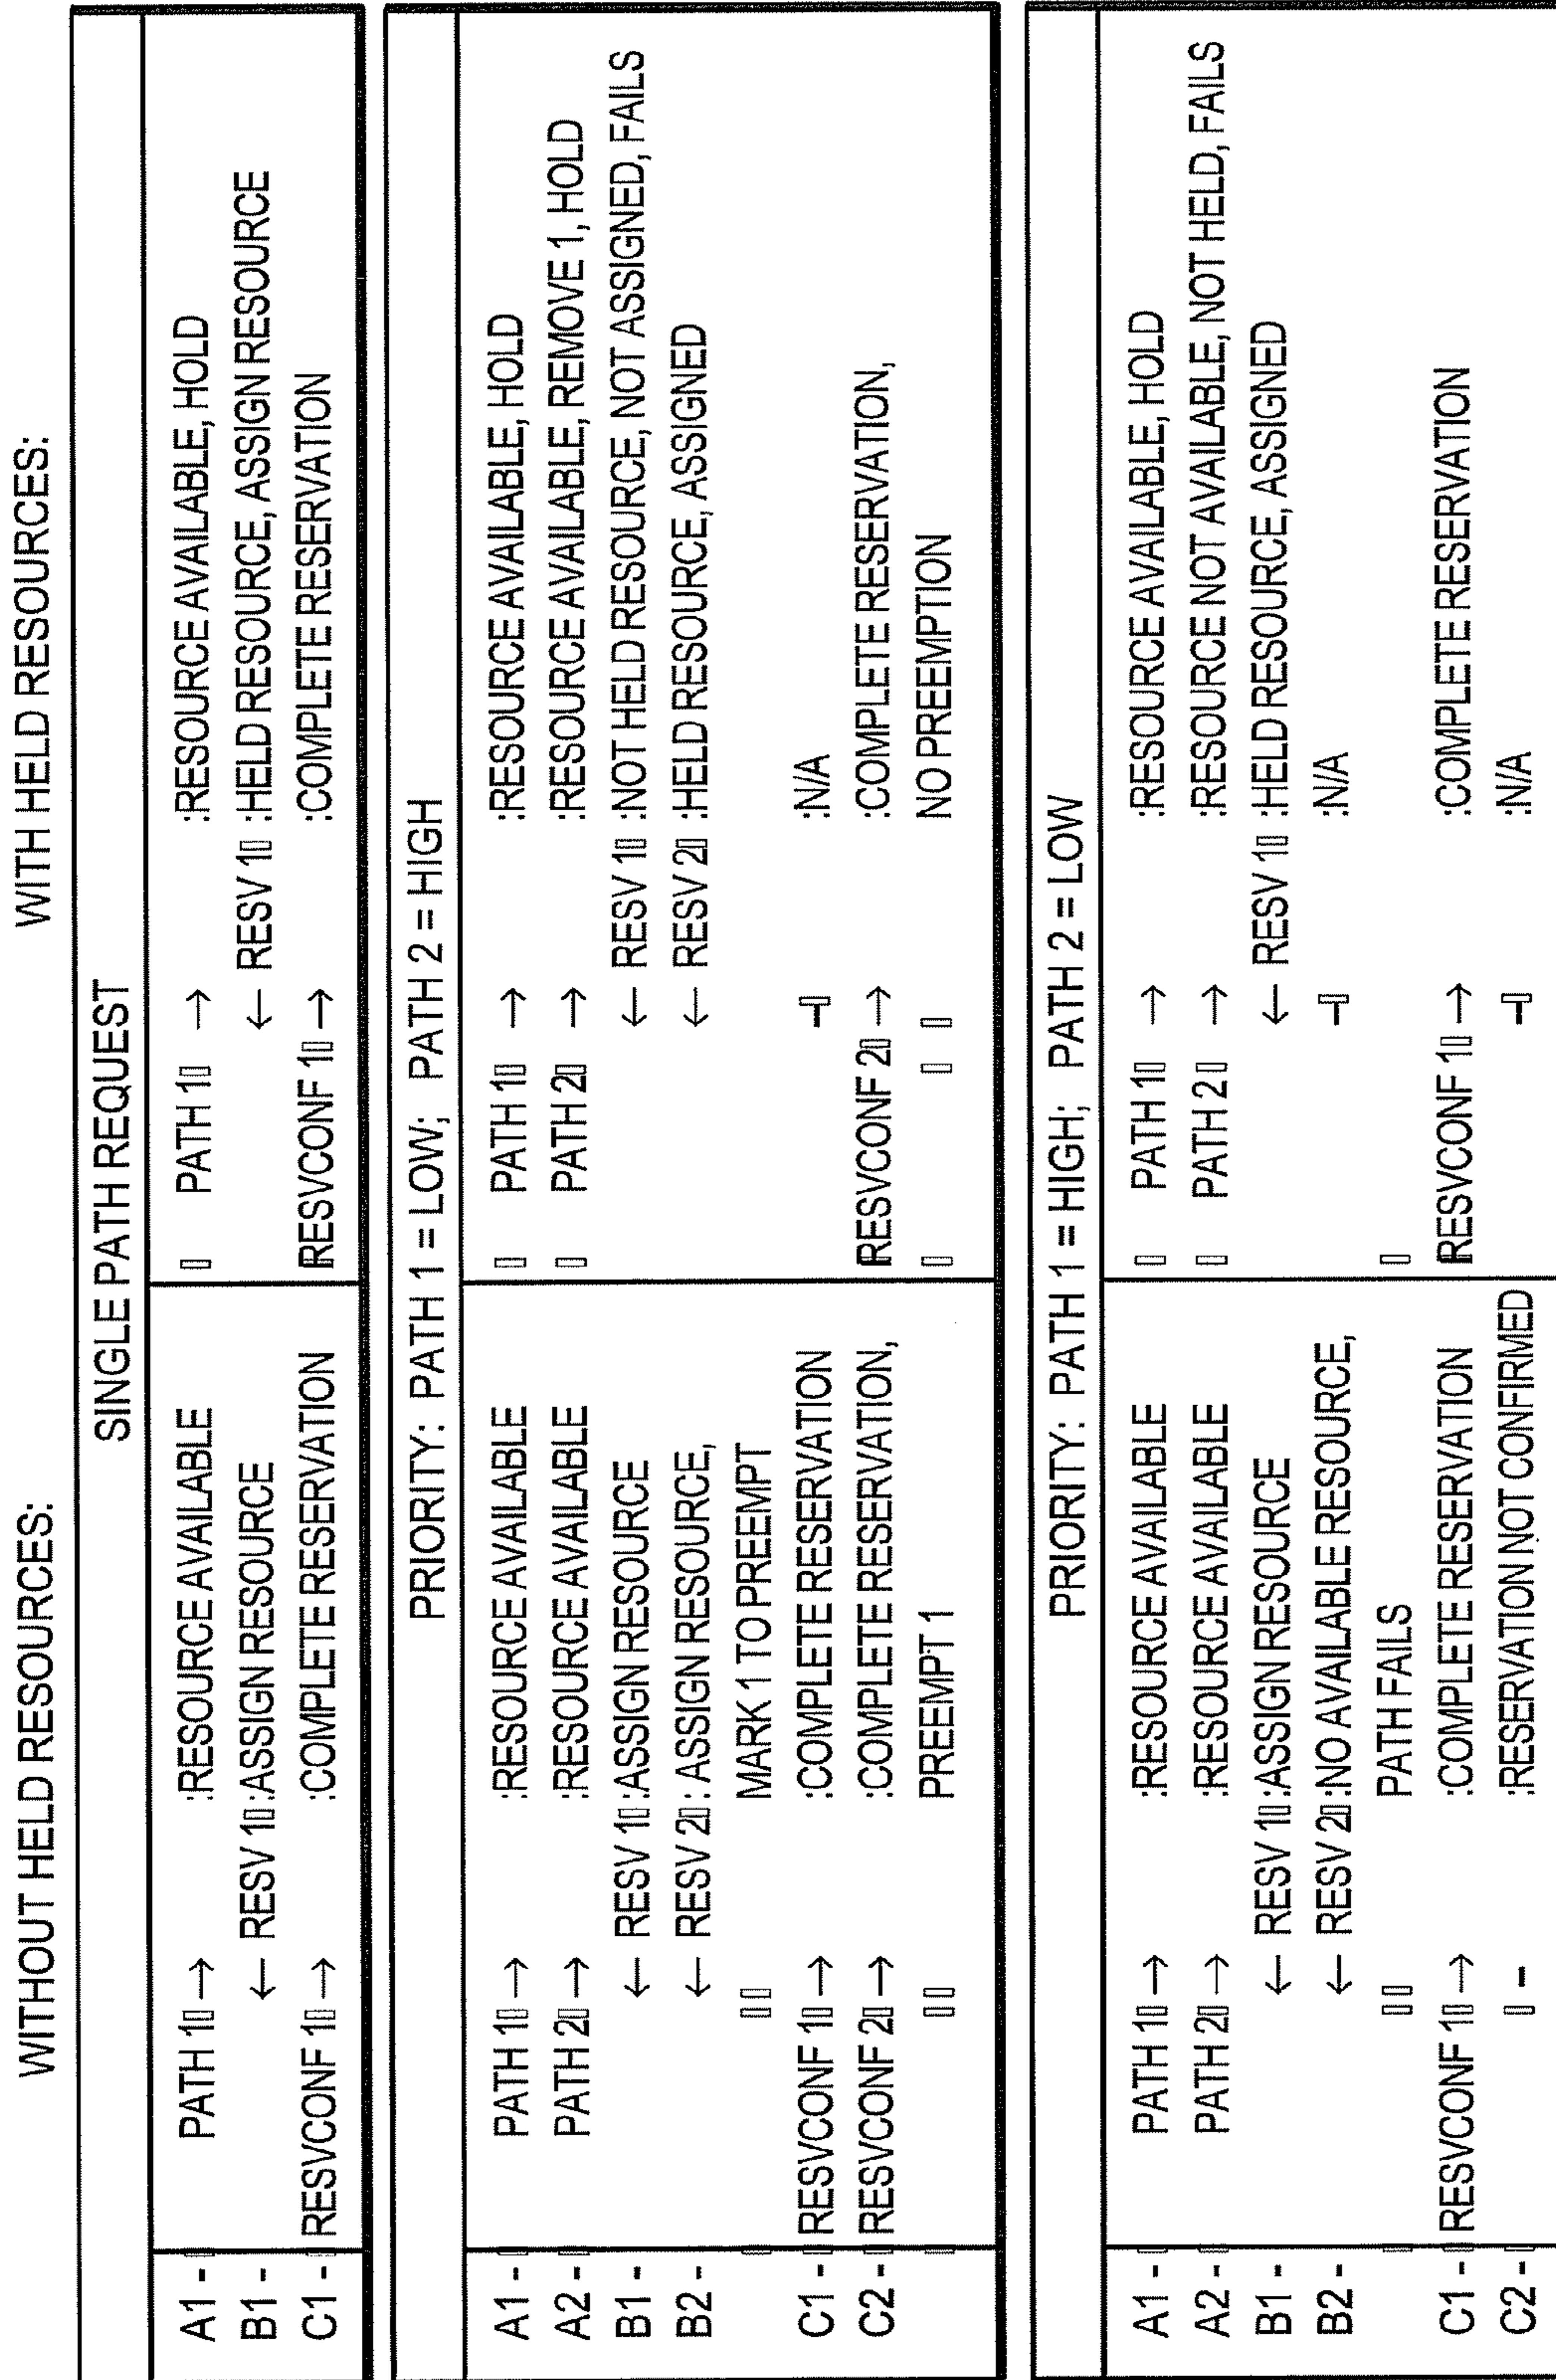 WITHOUT HELD RESOURCES: WITH HELD RESOURCES:
SINGLE PATH REQUEST
A1 - PATH 1 → :RESOURCE AVAILABLE PATH 1 → :RESOURCE AVAILABLE, HOLD
B1 - ← RESV 1 :ASSIGN RESOURCE ← RESV 1 :HELD RESOURCE, ASSIGN RESOURCE
C1 - RESVCONF 1 → :COMPLETE RESERVATION RESVCONF 1 → :COMPLETE RESERVATION
PRIORITY: PATH 1 = LOW; PATH 2 = HIGH
A1 - PATH 1 → :RESOURCE AVAILABLE PATH 1 → :RESOURCE AVAILABLE, HOLD
A2 - PATH 2 → :RESOURCE AVAILABLE PATH 2 → :RESOURCE AVAILABLE, REMOVE 1, HOLD
B1 - ← RESV 1 :ASSIGN RESOURCE ← RESV 1 :NOT HELD RESOURCE, NOT ASSIGNED, FAILS
B2 - ← RESV 2 : ASSIGN RESOURCE, ← RESV 2 :HELD RESOURCE, ASSIGNED
MARK 1 TO PREEMPT
C1 - RESVCONF 1 → :COMPLETE RESERVATION - :N/A
C2 - RESVCONF 2 → :COMPLETE RESERVATION, RESVCONF 2 → :COMPLETE RESERVATION,
PREEMPT 1 NO PREEMPTION
PRIORITY: PATH 1 = HIGH; PATH 2 = LOW
A1 - PATH 1 → :RESOURCE AVAILABLE PATH 1 → :RESOURCE AVAILABLE, HOLD
A2 - PATH 2 → :RESOURCE AVAILABLE PATH 2 → :RESOURCE NOT AVAILABLE, NOT HELD, FAILS
B1 - ← RESV 1 :ASSIGN RESOURCE ← RESV 1 :HELD RESOURCE, ASSIGNED
B2 - ← RESV 2 :NO AVAILABLE RESOURCE, - :N/A
PATH FAILS
C1 - RESVCONF 1 → :COMPLETE RESERVATION RESVCONF 1 → :COMPLETE RESERVATION
C2 - - :RESERVATION NOT CONFIRMED - :N/A